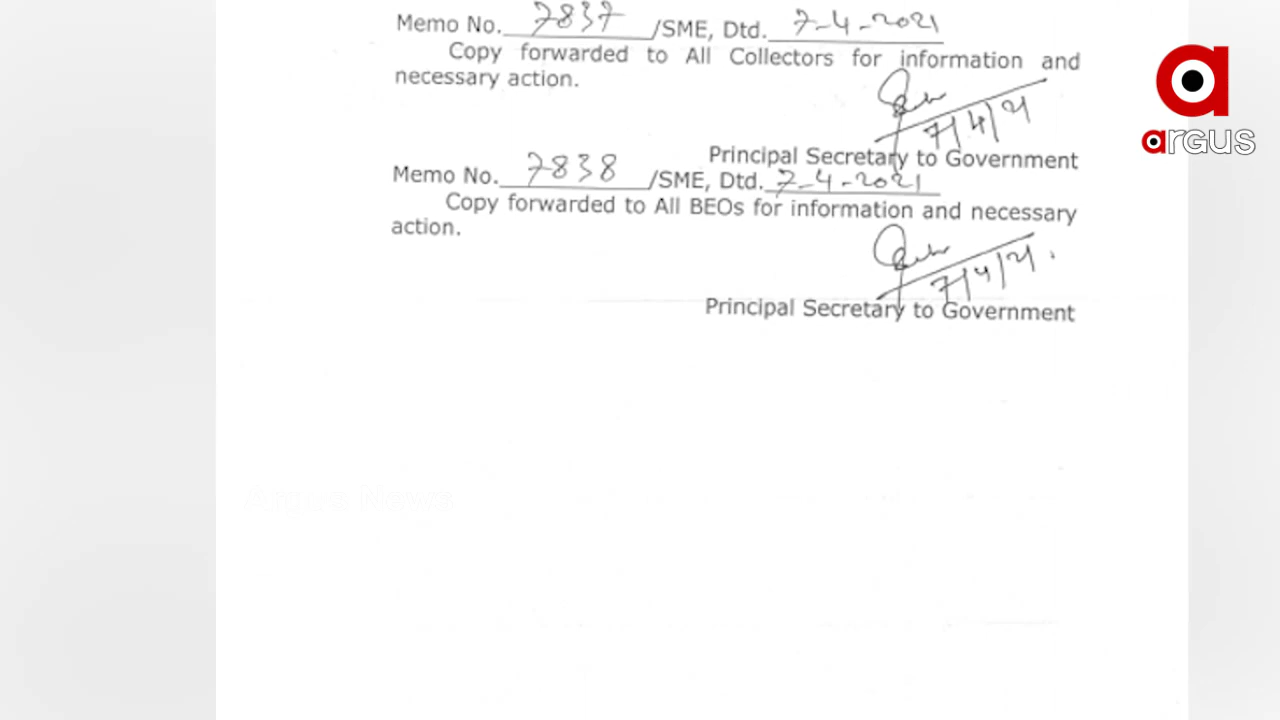 Memo No. 7837 /SME, Dtd. 7-4-2021
Copy forwarded to All Collectors for information and
necessary action.
7/4/21
Principal Secretary to Government
Memo No. 7838 /SME, Dtd. 7-4-2021
Copy forwarded to All BEOs for information and necessary
action.
7/4/21
Principal Secretary to Government
argus
Argus News